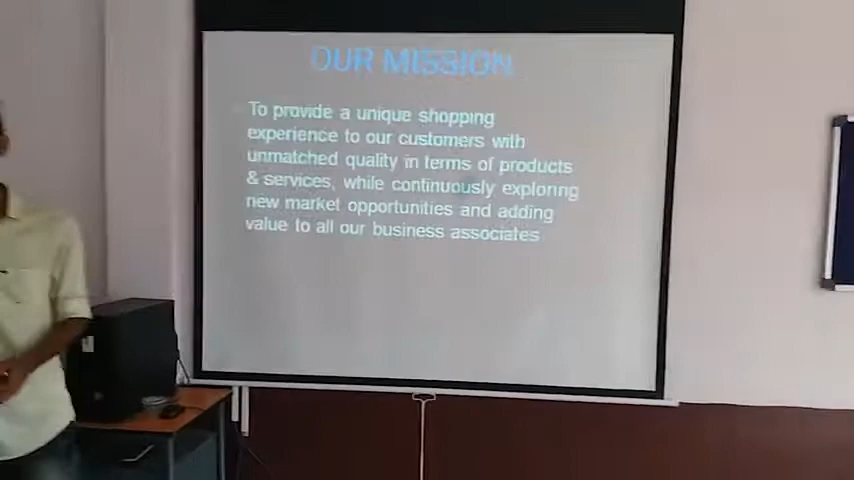 OUR MISSION
To provide a unique shopping
experience to our customers with
unmatched quality in terms of products
& services, while continuously exploring
new market opportunities and adding
value to all our business associates